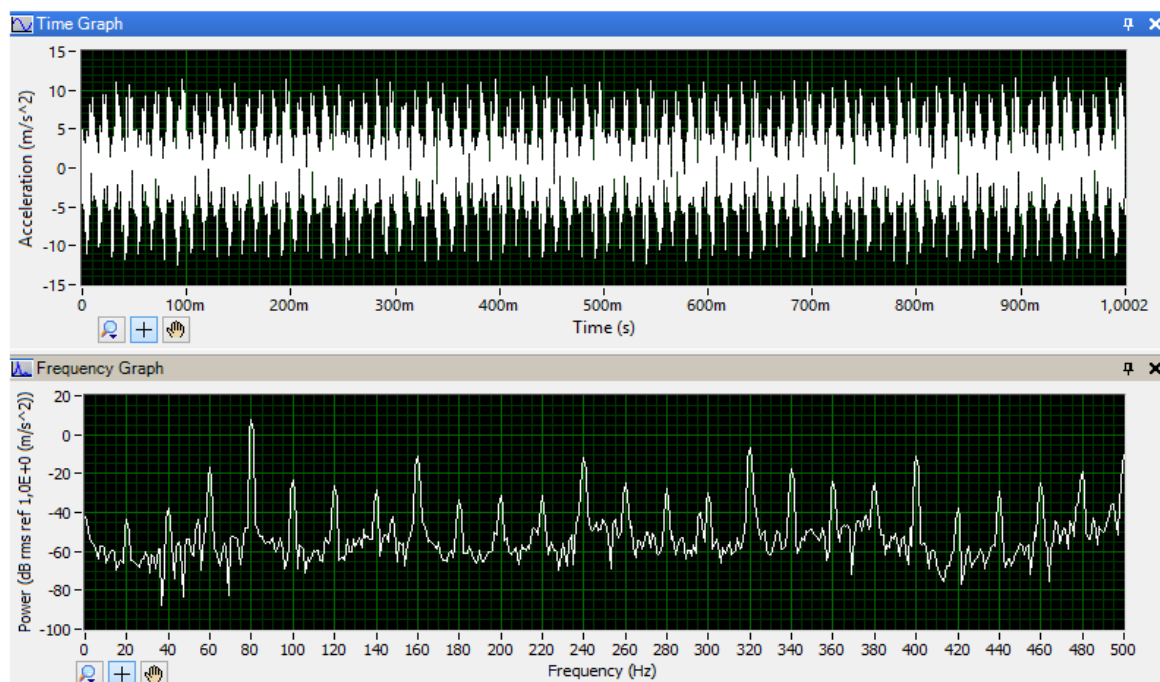 Time Graph
Acceleration (m/s^2)
15
10
5
0
-5
-10
-15
0 100m 200m 300m 400m 500m 600m 700m 800m 900m 1,0002
Time (s)
Frequency Graph
Power (dB rms ref 1,0E+0 (m/s^2))
20
0
-20
-40
-60
-80
-100
0 20 40 60 80 100 120 140 160 180 200 220 240 260 280 300 320 340 360 380 400 420 440 460 480 500
Frequency (Hz)